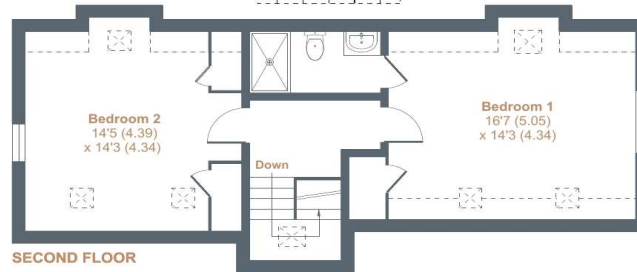 Bedroom 2
14'5 (4.39)
x 14'3 (4.34)
Bedroom 1
16'7 (5.05)
x 14'3 (4.34)
Down
SECOND FLOOR